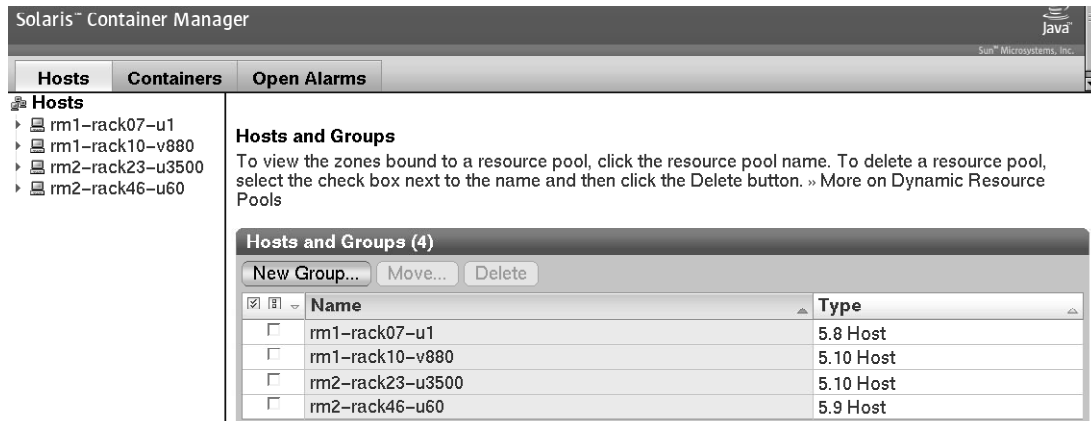 Solaris™ Container Manager
Java™
Sun™ Microsystems, Inc.
Hosts Containers Open Alarms
Hosts
rm1-rack07-u1
rm1-rack10-v880
rm2-rack23-u3500
rm2-rack46-u60
Hosts and Groups
To view the zones bound to a resource pool, click the resource pool name. To delete a resource pool,
select the check box next to the name and then click the Delete button. » More on Dynamic Resource
Pools
Hosts and Groups (4)
New Group... Move... Delete
Name Type
rm1-rack07-u1 5.8 Host
rm1-rack10-v880 5.10 Host
rm2-rack23-u3500 5.10 Host
rm2-rack46-u60 5.9 Host